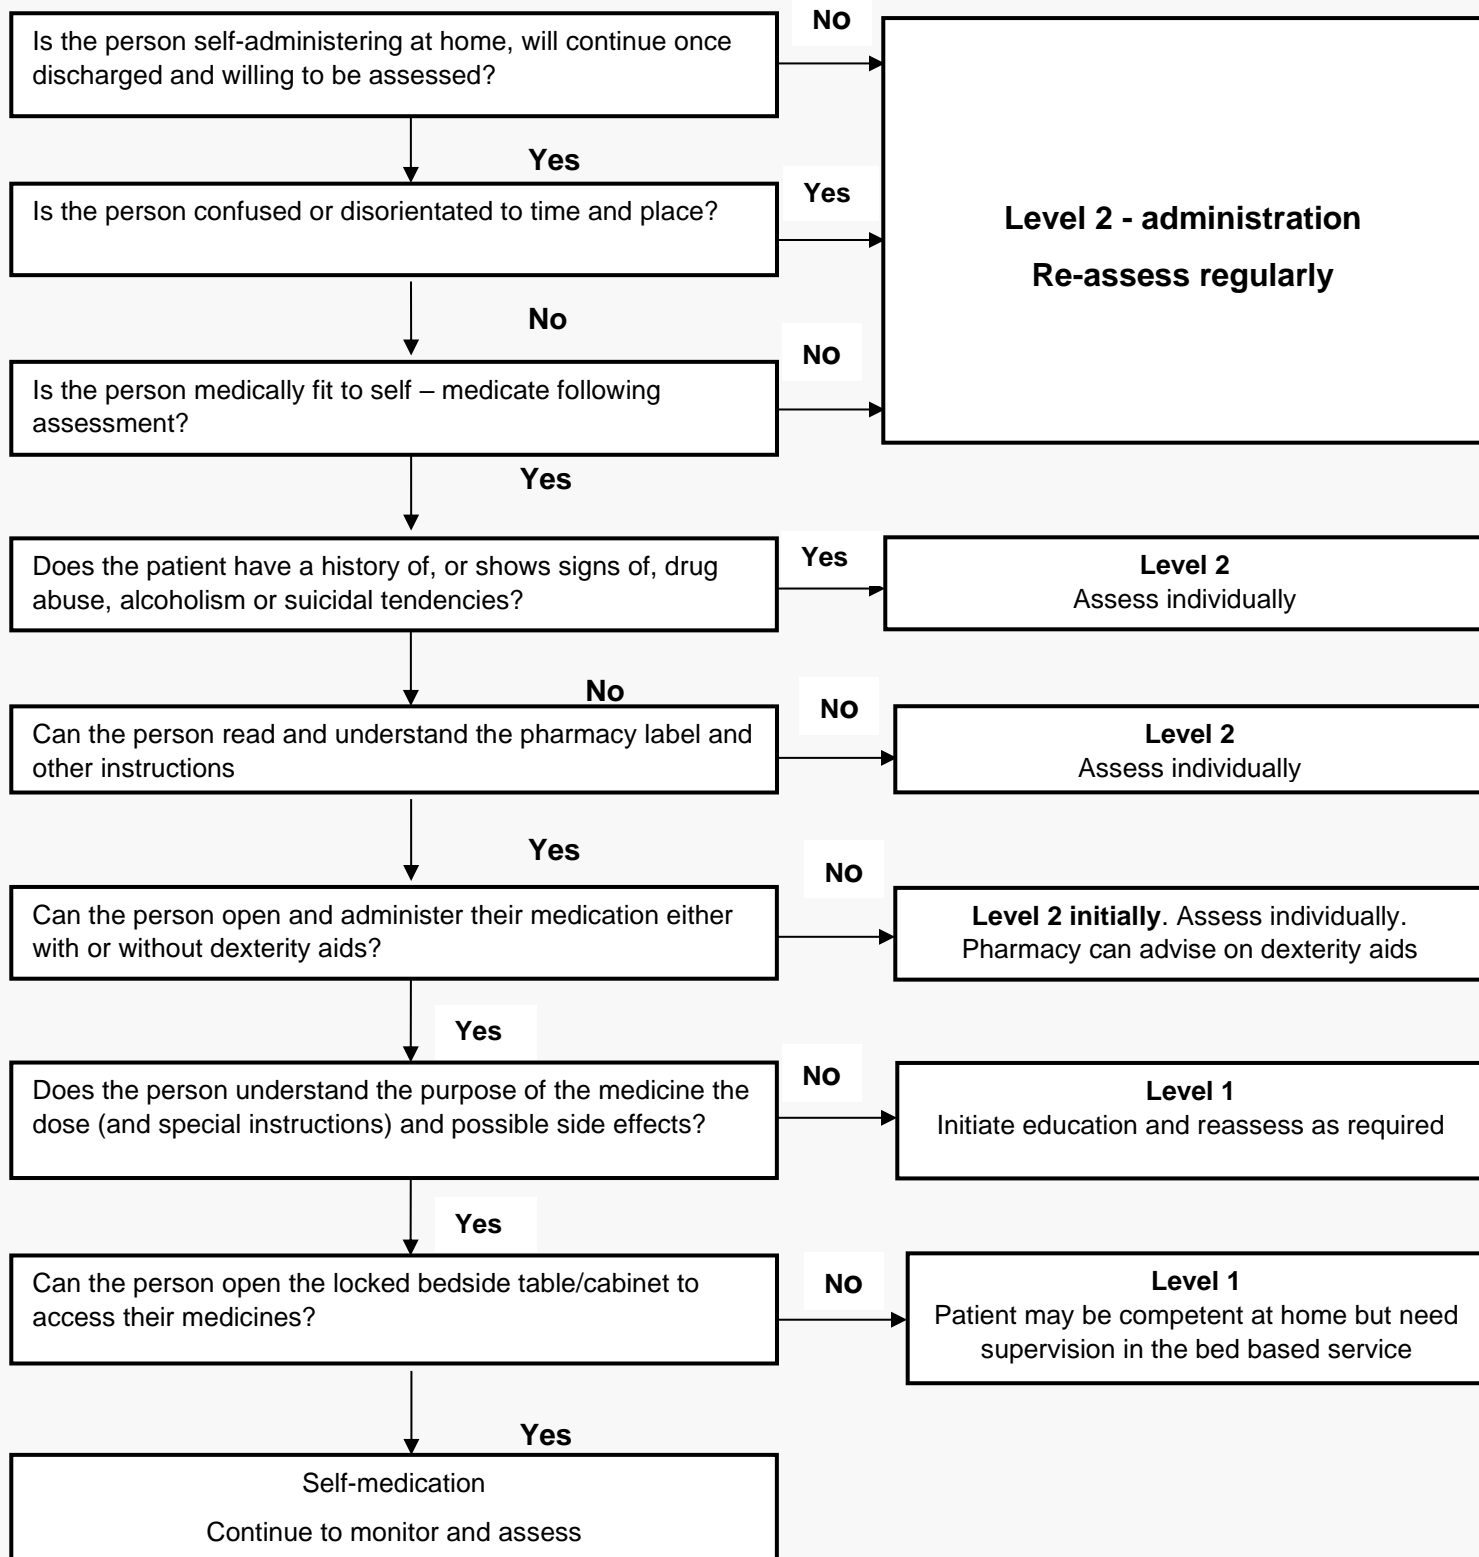 No
Is the person self-administering at home, will continue once
discharged and willing to be assessed?
Yes
Is the person confused or disorientated to time and place?
Yes
Level 2 - administration
Re-assess regularly
No
Is the person medically fit to self – medicate following
assessment?
No
Yes
Does the patient have a history of, or shows signs of, drug
abuse, alcoholism or suicidal tendencies?
Yes
Level 2
Assess individually
No
Can the person read and understand the pharmacy label and
other instructions
No
Level 2
Assess individually
Yes
Can the person open and administer their medication either
with or without dexterity aids?
No
Level 2 initially. Assess individually.
Pharmacy can advise on dexterity aids
Yes
Does the person understand the purpose of the medicine the
dose (and special instructions) and possible side effects?
No
Level 1
Initiate education and reassess as required
Yes
Can the person open the locked bedside table/cabinet to
access their medicines?
No
Level 1
Patient may be competent at home but need
supervision in the bed based service
Yes
Self-medication
Continue to monitor and assess